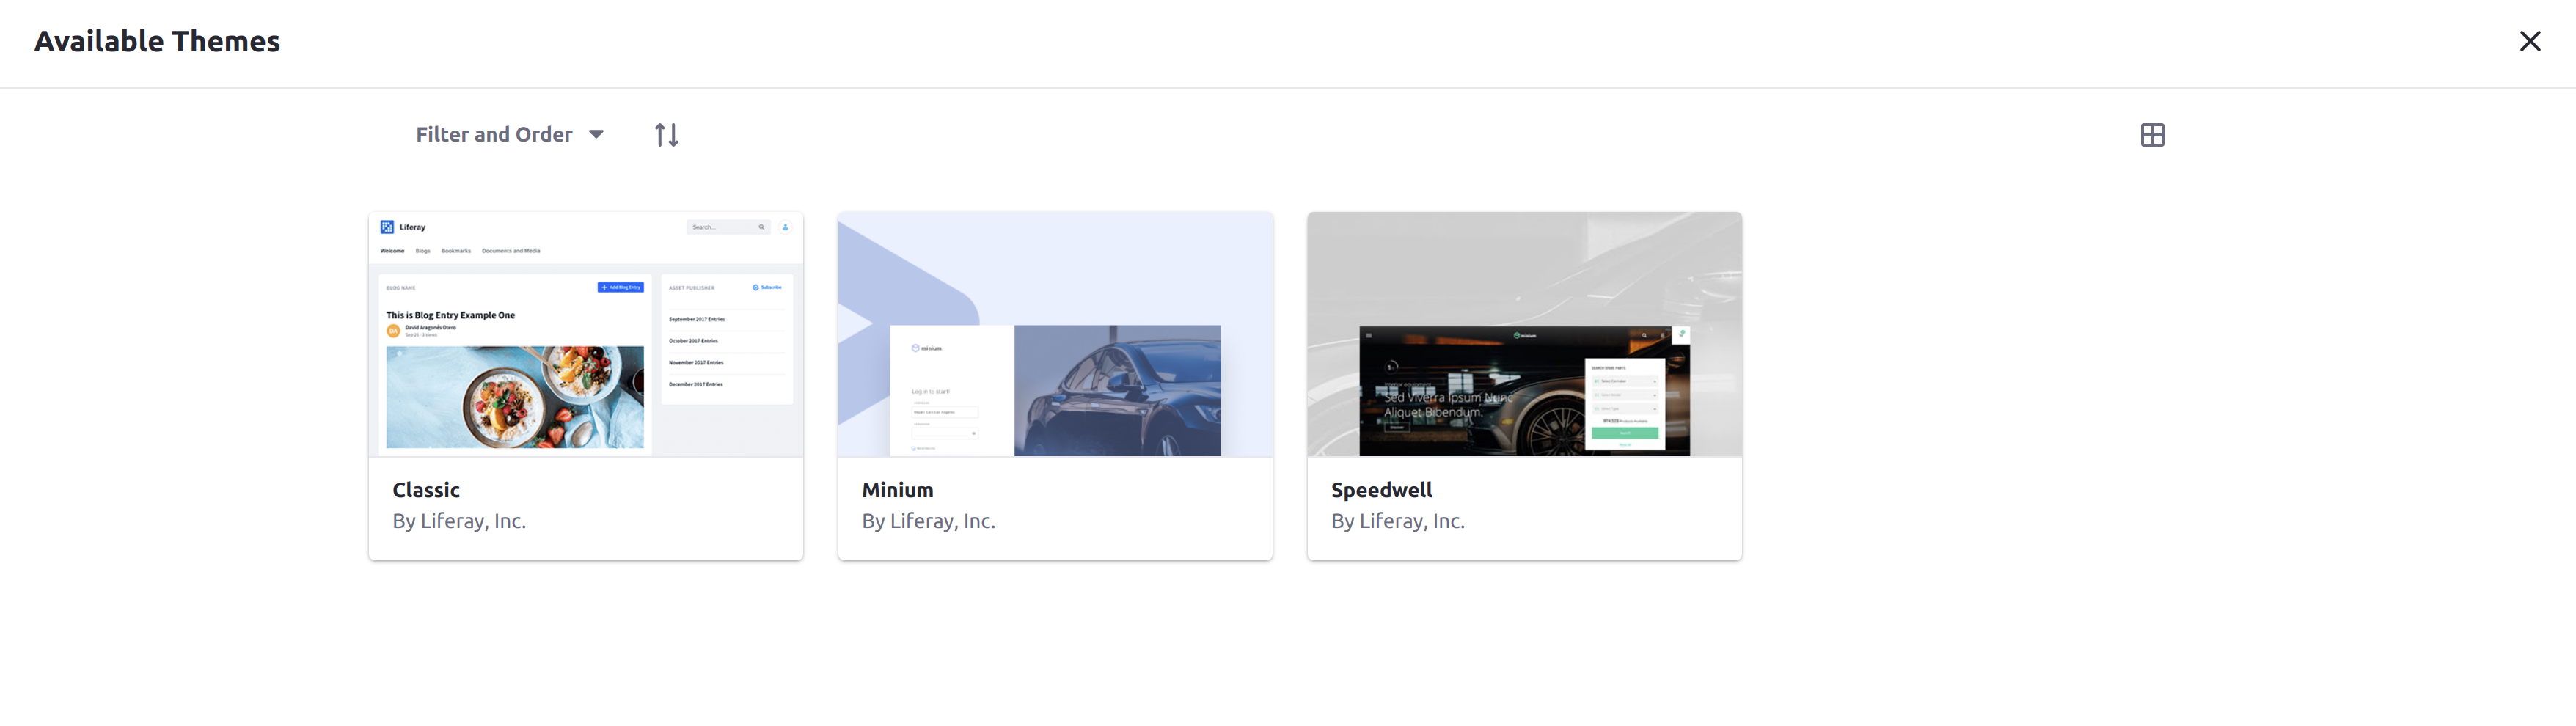 Available Themes
Filter and Order
Liferay
Search...
Welcome Blogs Bookmarks Documents and Media
BLOG NAME
Add Blog Entry
This is Blog Entry Example One
DA
David Aragonés Otero
ASSET PUBLISHER
Subscribe
September 2017 Entries
October 2017 Entries
November 2017 Entries
December 2017 Entries
minium
Log in to start!
minium
Sed Viverra Ipsum Nunc
Aliquet Bibendum.
Classic
By Liferay, Inc.
Minium
By Liferay, Inc.
Speedwell
By Liferay, Inc.